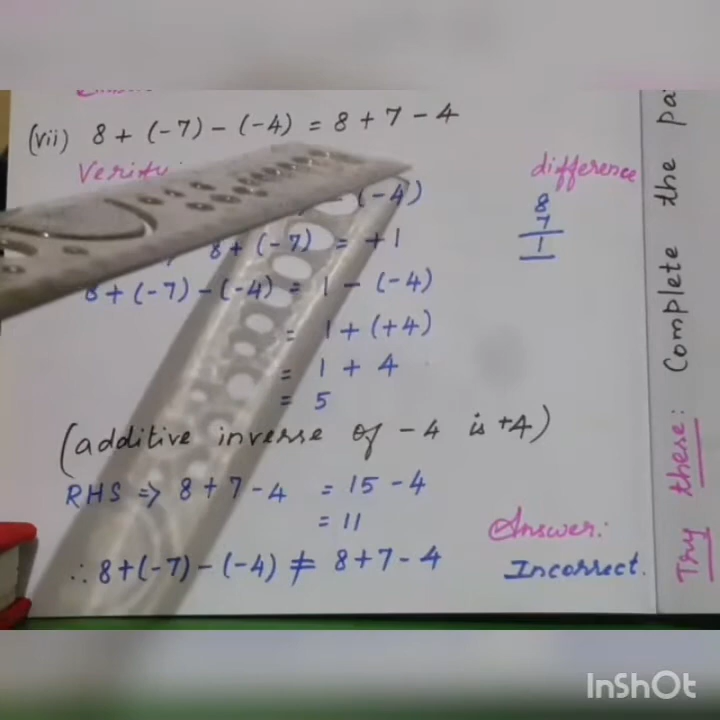 (vii) 8 + (-7) - (-4) = 8 + 7 - 4
Verify:
(-4)
8 + (-7) = +1
8 + (-7) - (-4) = 1 - (-4)
= 1 + (+4)
= 1 + 4
= 5
(additive inverse of -4 is +4)
RHS => 8 + 7 - 4 = 15 - 4
= 11
∴ 8 + (-7) - (-4) ≠ 8 + 7 - 4
difference
8
7
1
Answer:
Incorrect.
Try these: Complete the pa
InShOt